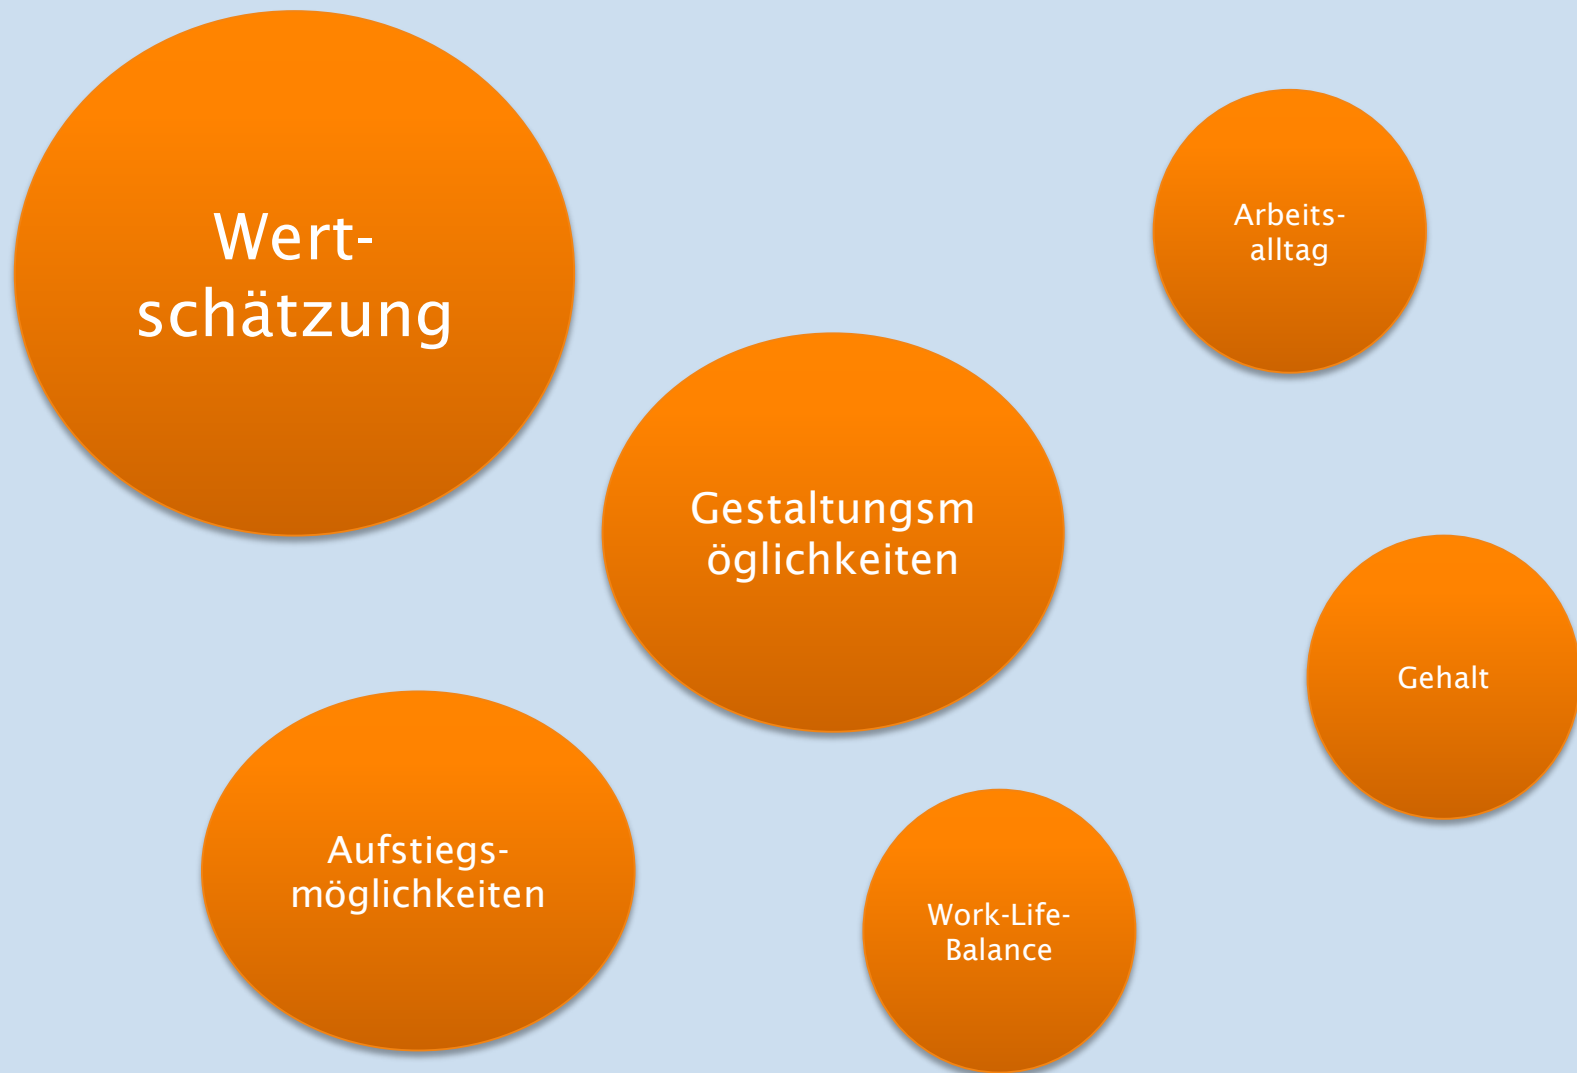 Wert-
schätzung
Arbeits-
alltag
Gestaltungsm
öglichkeiten
Gehalt
Aufstiegs-
möglichkeiten
Work-Life-
Balance